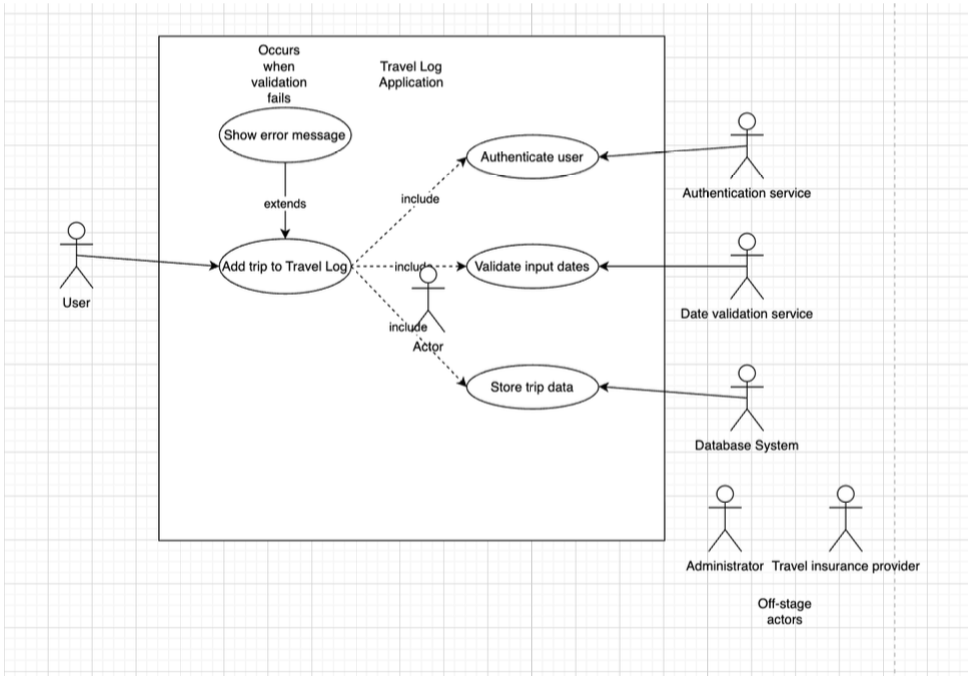 Occurs
when
validation
fails
Travel Log
Application
Show error message
Authenticate user
Authentication service
include
extends
Add trip to Travel Log
include
Validate input dates
User
Date validation service
include
Actor
Store trip data
Database System
Administrator
Travel insurance provider
Off-stage
actors